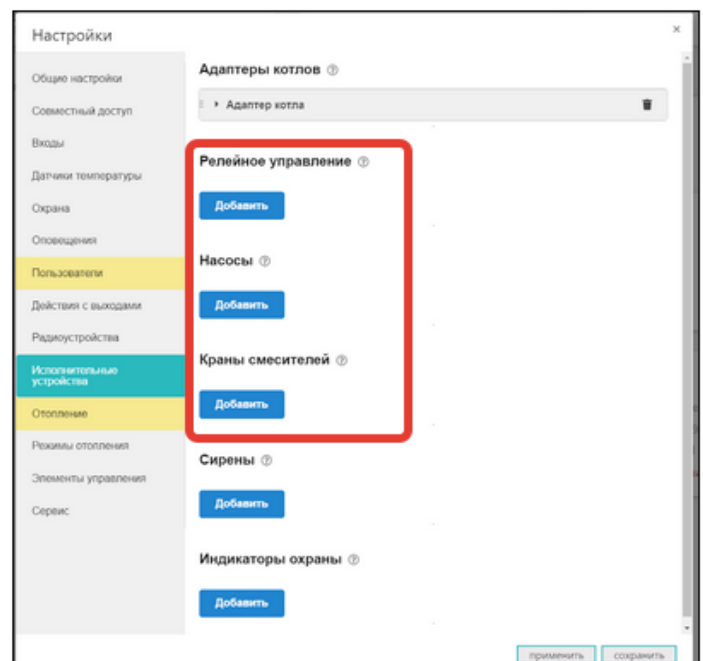 Настройки
×
Общие настройки
Совместный доступ
Входы
Датчики температуры
Охрана
Оповещения
Пользователи
Действия с выходами
Радиоустройства
Исполнительные
устройства
Отопление
Режимы отопления
Элементы управления
Сервис
Адаптеры котлов ?
Адаптер котла
Релейное управление ?
Добавить
Насосы ?
Добавить
Краны смесителей ?
Добавить
Сирены ?
Добавить
Индикаторы охраны ?
Добавить
применить сохранить